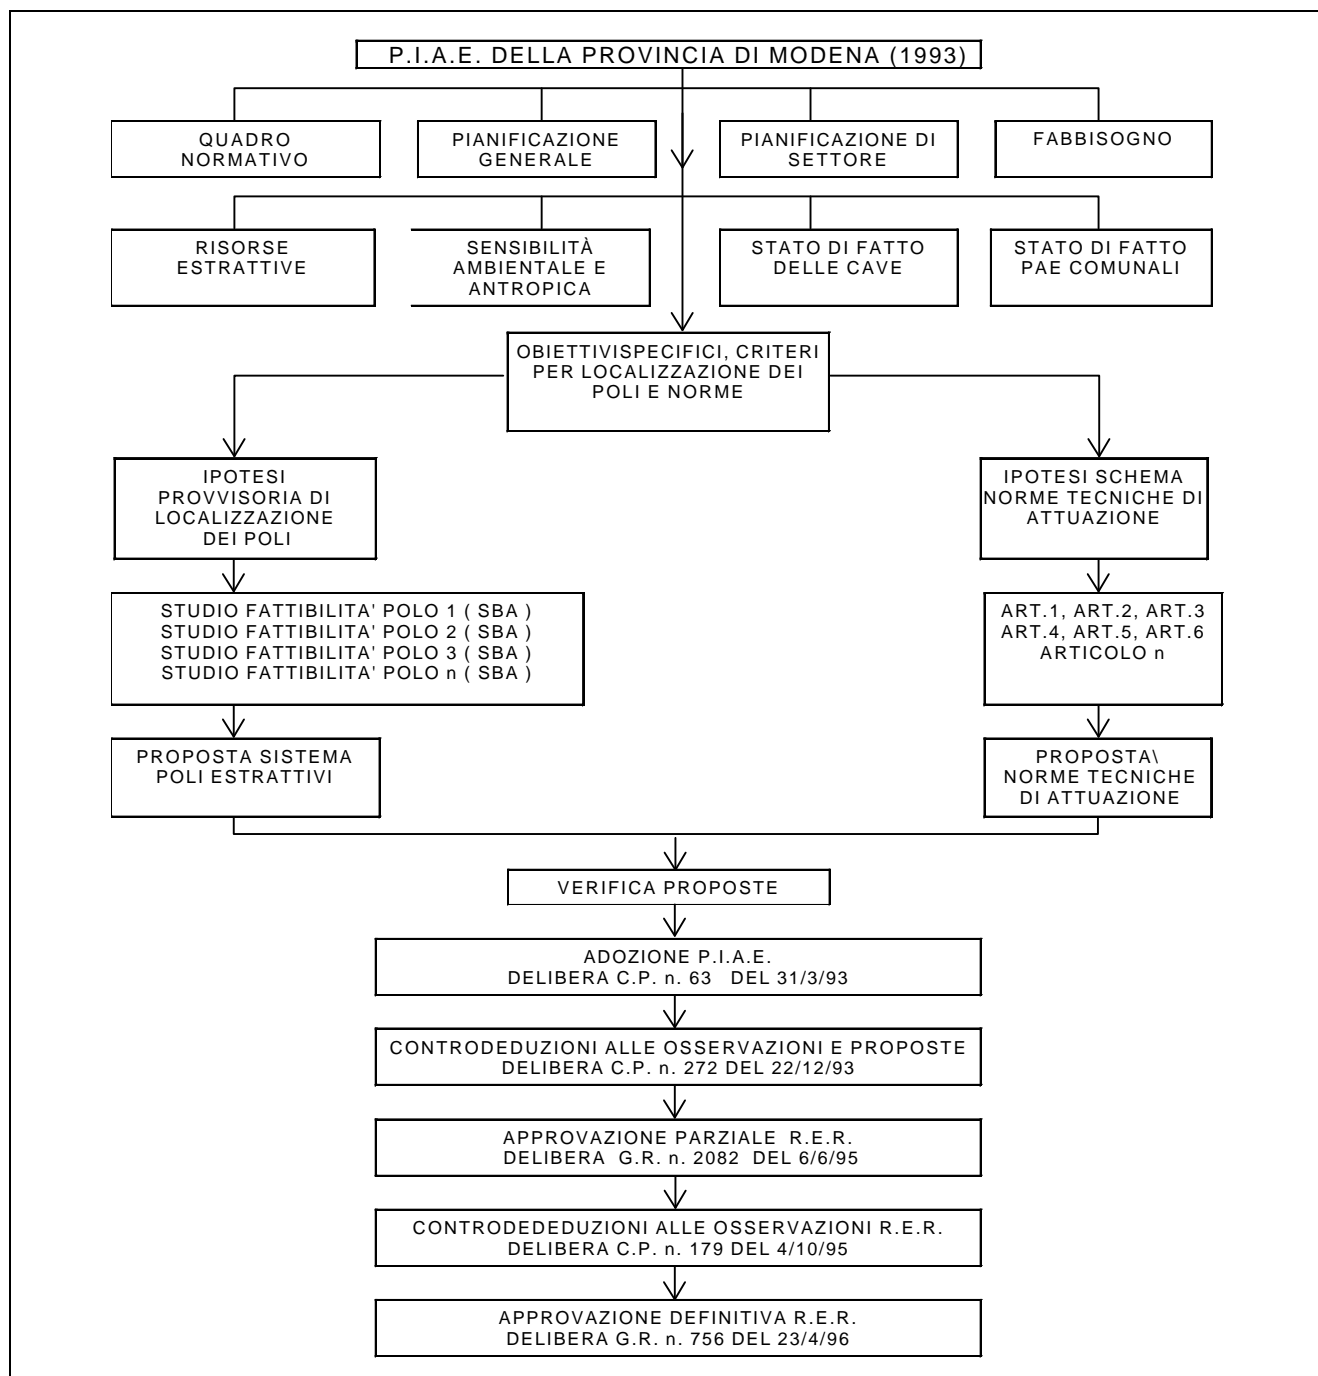 P.I.A.E. DELLA PROVINCIA DI MODENA (1993)
QUADRO
NORMATIVO
PIANIFICAZIONE
GENERALE
PIANIFICAZIONE DI
SETTORE
FABBISOGNO
RISORSE
ESTRATTIVE
SENSIBILITÀ
AMBIENTALE E
ANTROPICA
STATO DI FATTO
DELLE CAVE
STATO DI FATTO
PAE COMUNALI
OBIETTIVISPECIFICI, CRITERI
PER LOCALIZZAZIONE DEI
POLI E NORME
IPOTESI
PROVVISORIA DI
LOCALIZZAZIONE
DEI POLI
IPOTESI SCHEMA
NORME TECNICHE DI
ATTUAZIONE
STUDIO FATTIBILITA' POLO 1 ( SBA )
STUDIO FATTIBILITA' POLO 2 ( SBA )
STUDIO FATTIBILITA' POLO 3 ( SBA )
STUDIO FATTIBILITA' POLO n ( SBA )
ART.1, ART.2, ART.3
ART.4, ART.5, ART.6
ARTICOLO n
PROPOSTA SISTEMA
POLI ESTRATTIVI
PROPOSTA\
NORME TECNICHE
DI ATTUAZIONE
VERIFICA PROPOSTE
ADOZIONE P.I.A.E.
DELIBERA C.P. n. 63 DEL 31/3/93
CONTRODEDUZIONI ALLE OSSERVAZIONI E PROPOSTE
DELIBERA C.P. n. 272 DEL 22/12/93
APPROVAZIONE PARZIALE R.E.R.
DELIBERA G.R. n. 2082 DEL 6/6/95
CONTRODEDEDUZIONI ALLE OSSERVAZIONI R.E.R.
DELIBERA C.P. n. 179 DEL 4/10/95
APPROVAZIONE DEFINITIVA R.E.R.
DELIBERA G.R. n. 756 DEL 23/4/96